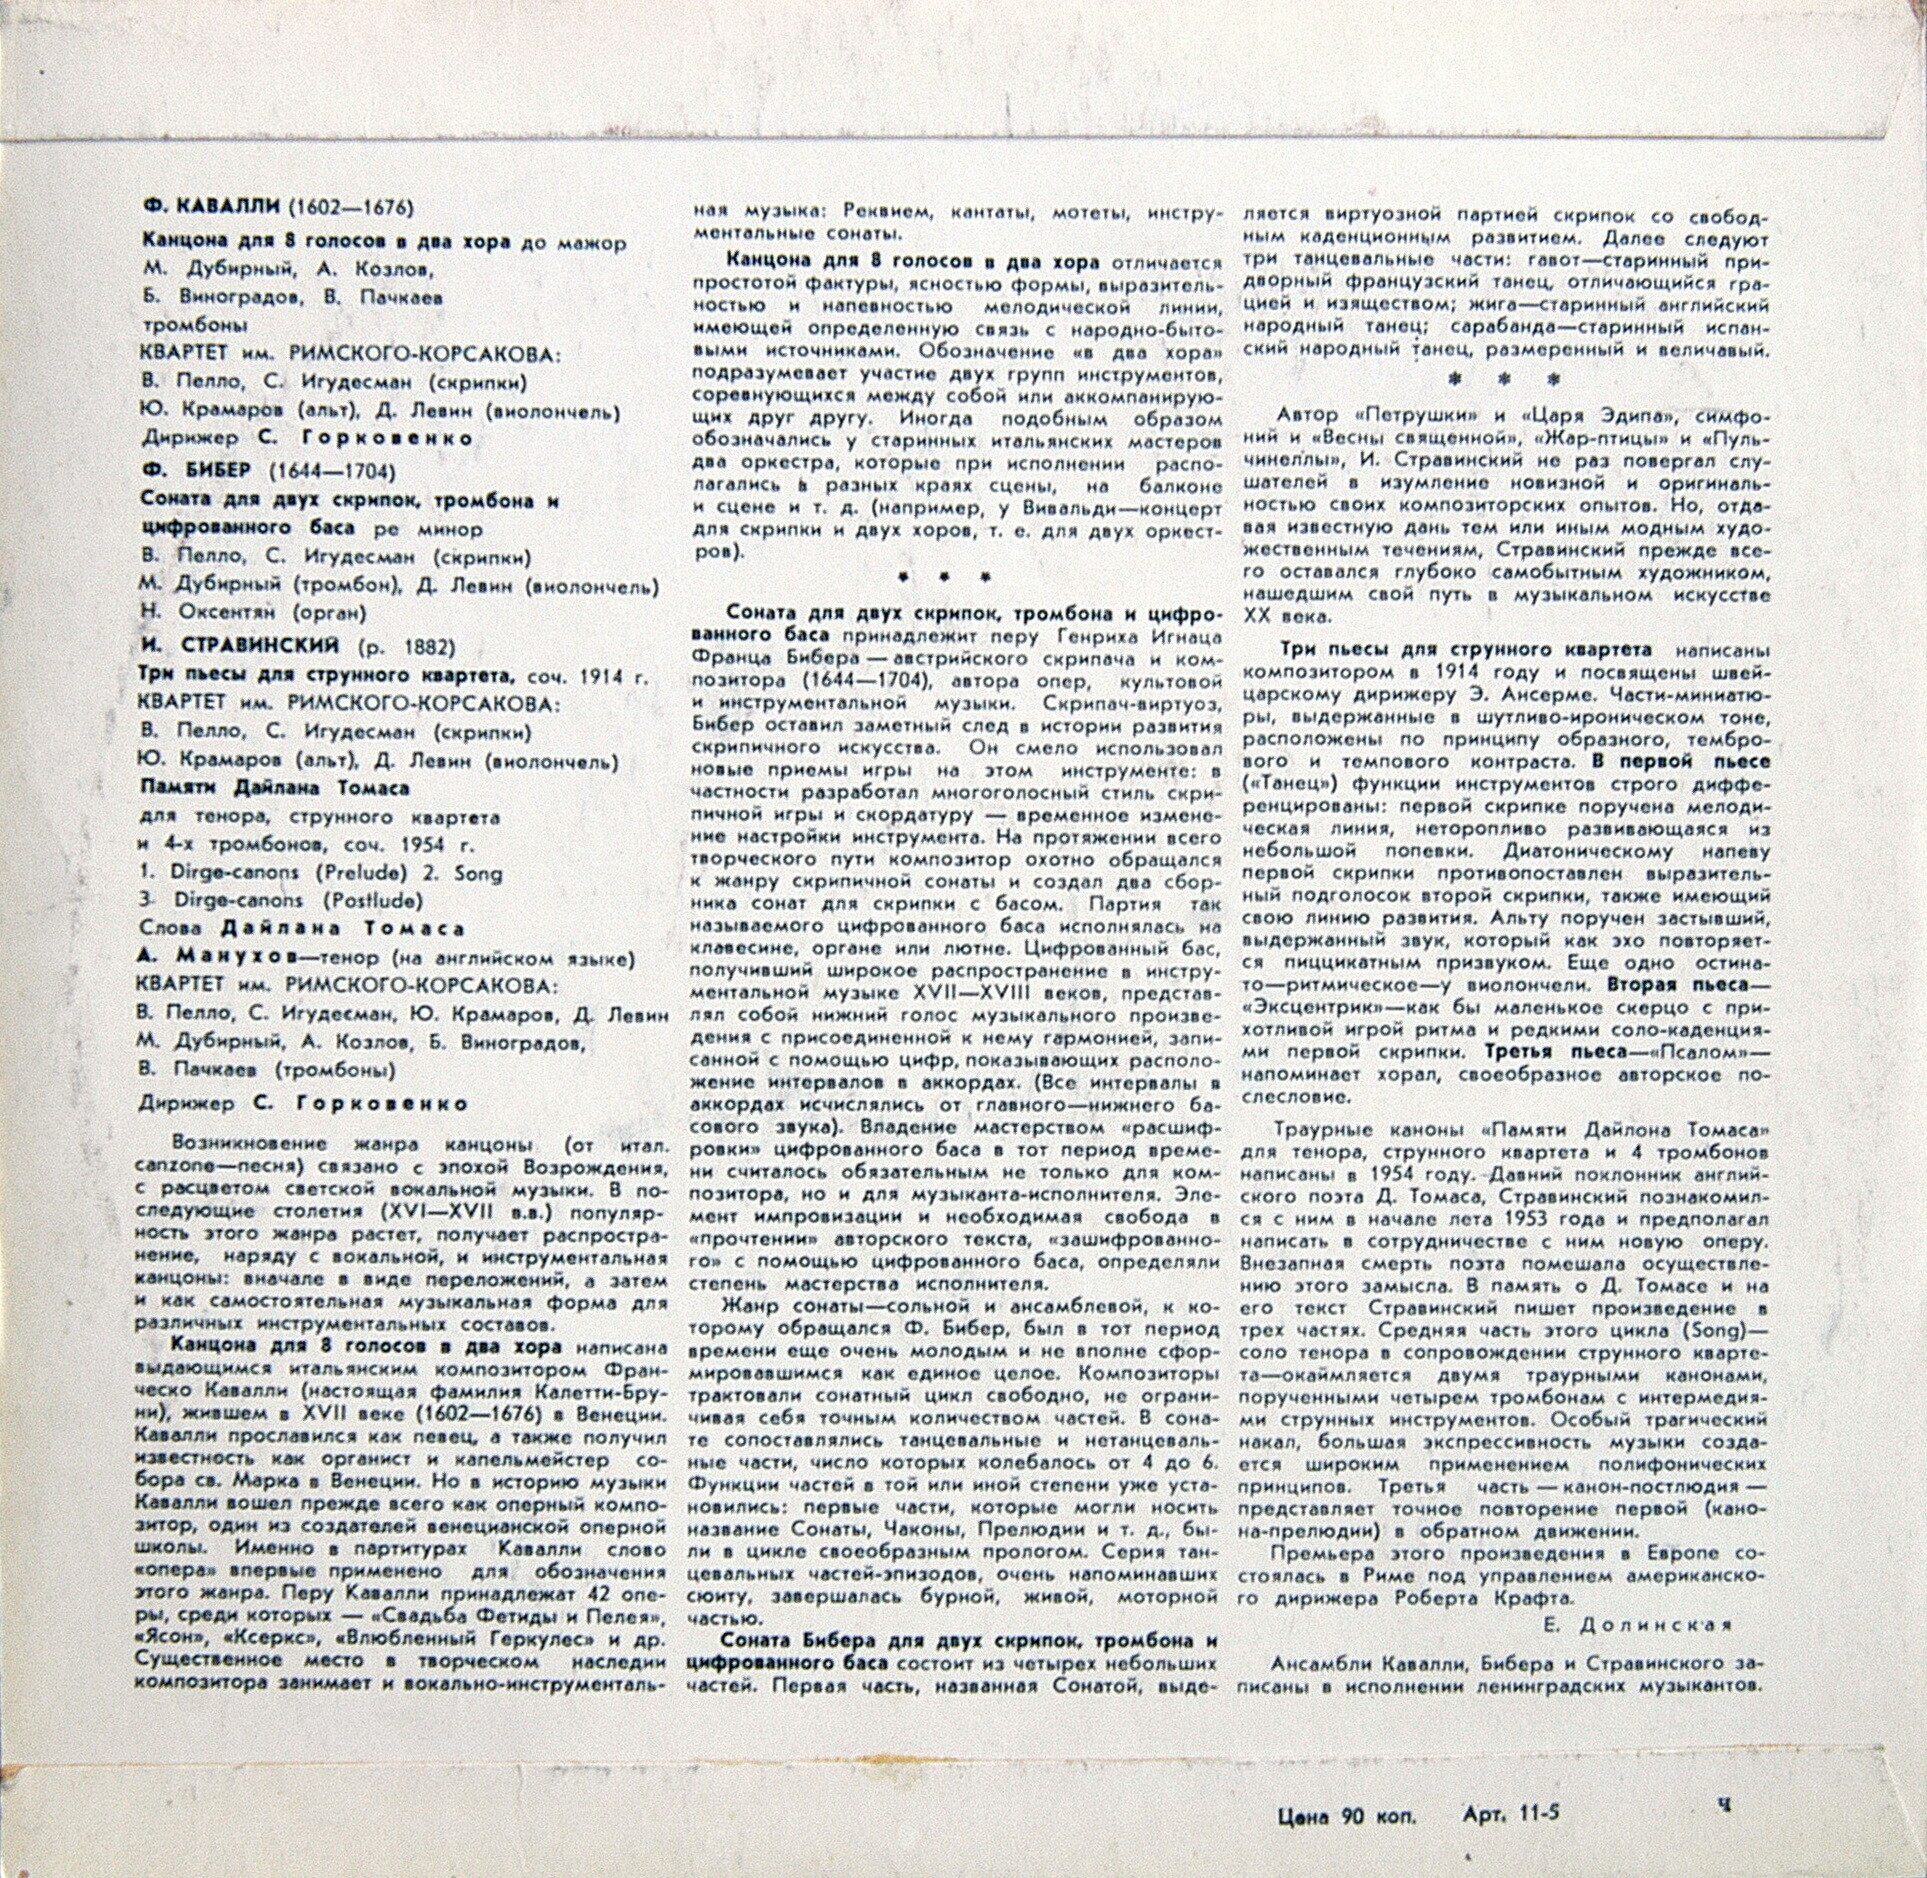 Ф. КАВАЛЛИ (1602—1676)
Канцона для 8 голосов в два хора до мажор
М. Дубирный, А. Козлов,
Б. Виноградов, В. Пачкаев
тромбоны
КВАРТЕТ им. РИМСКОГО-КОРСАКОВА:
В. Пелло, С. Игудесман (скрипки)
Ю. Крамаров (альт), Д. Левин (виолончель)
Дирижер С. Горковенко
Ф. БИБЕР (1644—1704)
Соната для двух скрипок, тромбона и
цифрованного баса ре минор
В. Пелло, С. Игудесман (скрипки)
М. Дубирный (тромбон), Д. Левин (виолончель)
Н. Оксентян (орган)
И. СТРАВИНСКИЙ (р. 1882)
Три пьесы для струнного квартета, соч. 1914 г.
КВАРТЕТ им. РИМСКОГО-КОРСАКОВА:
В. Пелло, С. Игудесман (скрипки)
Ю. Крамаров (альт), Д. Левин (виолончель)
Памяти Дайлана Томаса
для тенора, струнного квартета
и 4-х тромбонов, соч. 1954 г.
1. Dirge-canons (Prelude) 2. Song
3. Dirge-canons (Postlude)
Слова Дайлана Томаса
А. Манухов—тенор (на английском языке)
КВАРТЕТ им. РИМСКОГО-КОРСАКОВА:
В. Пелло, С. Игудесман, Ю. Крамаров, Д. Левин
М. Дубирный, А. Козлов, Б. Виноградов,
В. Пачкаев (тромбоны)
Дирижер С. Горковенко
Возникновение жанра канцоны (от итал.
canzone—песня) связано с эпохой Возрождения,
с расцветом светской вокальной музыки. В по-
следующие столетия (XVI—XVII в.в.) популяр-
ность этого жанра растет, получает распростра-
нение, наряду с вокальной, и инструментальная
канцоны: вначале в виде переложений, а затем
и как самостоятельная музыкальная форма для
различных инструментальных составов.
Канцона для 8 голосов в два хора написана
выдающимся итальянским композитором Фран-
ческо Кавалли (настоящая фамилия Калетти-Бру-
ни), жившем в XVII веке (1602—1676) в Венеции.
Кавалли прославился как певец, а также получил
известность как органист и капельмейстер со-
бора св. Марка в Венеции. Но в историю музыки
Кавалли вошел прежде всего как оперный компо-
зитор, один из создателей венецианской оперной
школы. Именно в партитурах Кавалли слово
«опера» впервые применено для обозначения
этого жанра. Перу Кавалли принадлежат 42 опе-
ры, среди которых — «Свадьба Фетиды и Пелея»,
«Ясон», «Ксеркс», «Влюбленный Геркулес» и др.
Существенное место в творческом наследии
композитора занимает и вокально-инструменталь-
ная музыка: Реквием, кантаты, мотеты, инстру-
ментальные сонаты.
Канцона для 8 голосов в два хора отличается
простотой фактуры, ясностью формы, выразитель-
ностью и напевностью мелодической линии,
имеющей определенную связь с народно-быто-
выми источниками. Обозначение «в два хора»
подразумевает участие двух групп инструментов,
соревнующихся между собой или аккомпанирую-
щих друг другу. Иногда подобным образом
обозначались у старинных итальянских мастеров
два оркестра, которые при исполнении распо-
лагались в разных краях сцены, на балконе
и сцене и т. д. (например, у Вивальди—концерт
для скрипки и двух хоров, т. е. для двух оркест-
ров).
* * *
Соната для двух скрипок, тромбона и цифро-
ванного баса принадлежит перу Генриха Игнаца
Франца Бибера — австрийского скрипача и ком-
позитора (1644—1704), автора опер, культовой
и инструментальной музыки. Скрипач-виртуоз,
Бибер оставил заметный след в истории развития
скрипичного искусства. Он смело использовал
новые приемы игры на этом инструменте: в
частности разработал многоголосный стиль скри-
пичной игры и скордатуру — временное измене-
ние настройки инструмента. На протяжении всего
творческого пути композитор охотно обращался
к жанру скрипичной сонаты и создал два сбор-
ника сонат для скрипки с басом. Партия так
называемого цифрованного баса исполнялась на
клавесине, органе или лютне. Цифрованный бас,
получивший широкое распространение в инстру-
ментальной музыке XVII—XVIII веков, представ-
лял собой нижний голос музыкального произве-
дения с присоединенной к нему гармонией, запи-
санной с помощью цифр, показывающих располо-
жение интервалов в аккордах. (Все интервалы в
аккордах исчислялись от главного—нижнего ба-
сового звука). Владение мастерством «расшиф-
ровки» цифрованного баса в тот период време-
ни считалось обязательным не только для ком-
позитора, но и для музыканта-исполнителя. Эле-
мент импровизации и необходимая свобода в
«прочтении» авторского текста, «зашифрованно-
го» с помощью цифрованного баса, определяли
степень мастерства исполнителя.
Жанр сонаты—сольной и ансамблевой, к ко-
торому обращался Ф. Бибер, был в тот период
времени еще очень молодым и не вполне сфор-
мировавшимся как единое целое. Композиторы
трактовали сонатный цикл свободно, не ограни-
чивая себя точным количеством частей. В сона-
те сопоставлялись танцевальные и нетанцеваль-
ные части, число которых колебалось от 4 до 6.
Функции частей в той или иной степени уже уста-
новились: первые части, которые могли носить
название Сонаты, Чаконы, Прелюдии и т. д., бы-
ли в цикле своеобразным прологом. Серия тан-
цевальных частей-эпизодов, очень напоминавших
сюиту, завершалась бурной, живой, моторной
частью.
Соната Бибера для двух скрипок, тромбона и
цифрованного баса состоит из четырех небольших
частей. Первая часть, названная Сонатой, выде-
ляется виртуозной партией скрипок со свобод-
ным каденционным развитием. Далее следуют
три танцевальные части: гавот—старинный при-
дворный французский танец, отличающийся гра-
цией и изяществом; жига—старинный английский
народный танец; сарабанда—старинный испан-
ский народный танец, размеренный и величавый.
* * *
Автор «Петрушки» и «Царя Эдипа», симфо-
ний и «Весны священной», «Жар-птицы» и «Пуль-
чинеллы», И. Стравинский не раз повергал слу-
шателей в изумление новизной и оригиналь-
ностью своих композиторских опытов. Но, отда-
вая известную дань тем или иным модным худо-
жественным течениям, Стравинский прежде все-
го оставался глубоко самобытным художником,
нашедшим свой путь в музыкальном искусстве
XX века.
Три пьесы для струнного квартета написаны
композитором в 1914 году и посвящены швей-
царскому дирижеру Э. Ансерме. Части-миниатю-
ры, выдержанные в шутливо-ироническом тоне,
расположены по принципу образного, тембро-
вого и темпового контраста. В первой пьесе
(«Танец») функции инструментов строго диффе-
ренцированы: первой скрипке поручена мелоди-
ческая линия, неторопливо развивающаяся из
небольшой попевки. Диатоническому напеву
первой скрипки противопоставлен выразитель-
ный подголосок второй скрипки, также имеющий
свою линию развития. Альту поручен застывший,
выдержанный звук, который как эхо повторяет-
ся пиццикатным призвуком. Еще одно остина-
то—ритмическое—у виолончели. Вторая пьеса—
«Эксцентрик»—как бы маленькое скерцо с при-
хотливой игрой ритма и редкими соло-каденция-
ми первой скрипки. Третья пьеса—«Псалом»—
напоминает хорал, своеобразное авторское по-
слесловие.
Траурные каноны «Памяти Дайлона Томаса»
для тенора, струнного квартета и 4 тромбонов
написаны в 1954 году. Давний поклонник англий-
ского поэта Д. Томаса, Стравинский познакомил-
ся с ним в начале лета 1953 года и предполагал
написать в сотрудничестве с ним новую оперу.
Внезапная смерть поэта помешала осуществле-
нию этого замысла. В память о Д. Томасе и на
его текст Стравинский пишет произведение в
трех частях. Средняя часть этого цикла (Song)—
соло тенора в сопровождении струнного кварте-
та—окаймляется двумя траурными канонами,
порученными четырем тромбонам с интермедия-
ми струнных инструментов. Особый трагический
накал, большая экспрессивность музыки созда-
ется широким применением полифонических
принципов. Третья часть — канон-постлюдия —
представляет точное повторение первой (кано-
на-прелюдии) в обратном движении.
Премьера этого произведения в Европе со-
стоялась в Риме под управлением американско-
го дирижера Роберта Крафта.
Е. Долинская
Ансамбли Кавалли, Бибера и Стравинского за-
писаны в исполнении ленинградских музыкантов.
Цена 90 коп. Арт. 11-5 Ч